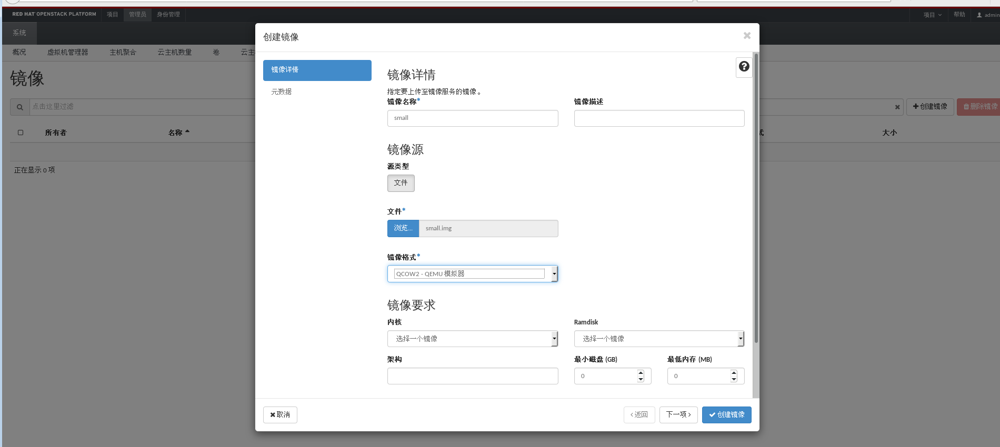 RED HAT OPENSTACK PLATFORM 项目 管理员 身份管理 项目 帮助 admin
系统
概况 虚拟机管理器 主机聚合 云主机数量 卷 云主
镜像
点击这里过滤 创建镜像 删除镜像
所有者 名称 式 大小
正在显示 0 项
创建镜像
镜像详情
元数据
镜像详情
指定要上传至镜像服务的镜像。
镜像名称* 镜像描述
small
镜像源
源类型
文件
文件*
浏览... small.img
镜像格式*
QCOW2 - QEMU 模拟器
镜像要求
内核 Ramdisk
选择一个镜像 选择一个镜像
架构 最小磁盘 (GB) 最低内存 (MB)
0 0
取消 返回 下一项 创建镜像